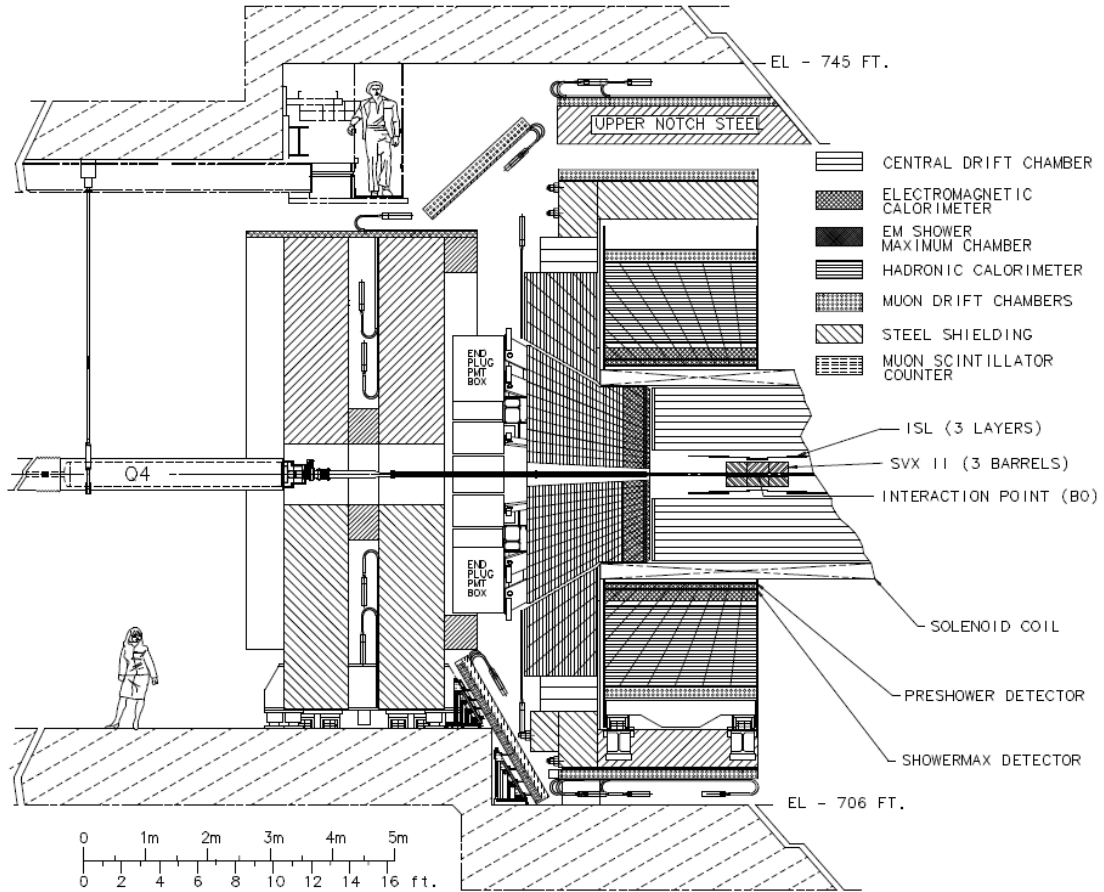 EL - 745 FT.
UPPER NOTCH STEEL
CENTRAL DRIFT CHAMBER
ELECTROMAGNETIC
CALORIMETER
EM SHOWER
MAXIMUM CHAMBER
HADRONIC CALORIMETER
MUON DRIFT CHAMBERS
STEEL SHIELDING
MUON SCINTILLATOR
COUNTER
END
PLUG
PMT
BOX
ISL (3 LAYERS)
Q4
SVX II (3 BARRELS)
INTERACTION POINT (B0)
END
PLUG
PMT
BOX
SOLENOID COIL
PRESHOWER DETECTOR
SHOWERMAX DETECTOR
EL - 706 FT.
0 1m 2m 3m 4m 5m
0 2 4 6 8 10 12 14 16 ft.